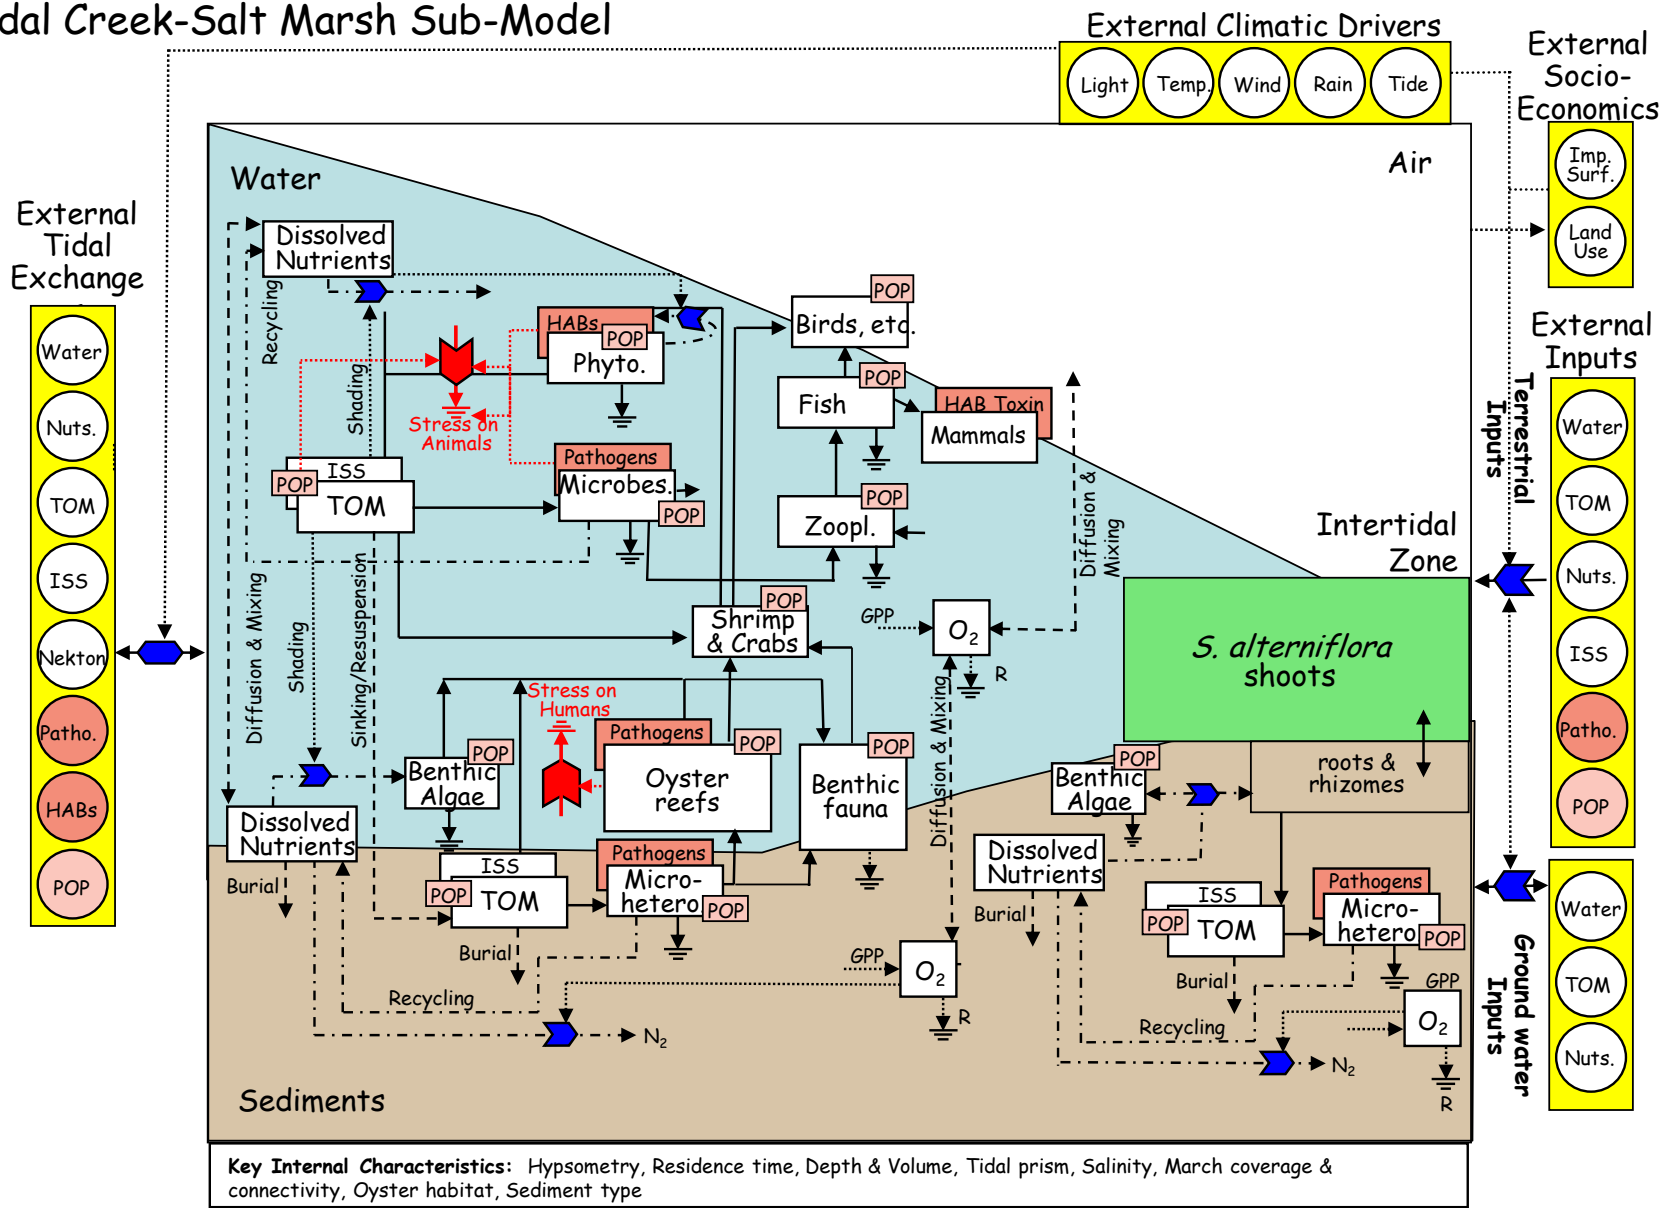 dal Creek-Salt Marsh Sub-Model
External Climatic Drivers
Light
Temp.
Wind
Rain
Tide
External
Socio-
Economics
Imp.
Surf.
Land
Use
Air
Water
External
Tidal
Exchange
Water
Nuts.
TOM
ISS
Nekton
Patho.
HABs
POP
Dissolved
Nutrients
Recycling
Shading
HABs
POP
Phyto.
Stress on
Animals
POP
Birds, etc.
POP
Fish
HAB Toxin
Mammals
ISS
POP
TOM
Pathogens
Microbes.
POP
POP
Zoopl.
Diffusion &
Mixing
Intertidal
Zone
External
Inputs
Terrestrial
Inputs
Water
TOM
Nuts.
ISS
Patho.
POP
Diffusion & Mixing
Shading
Sinking/Resuspension
POP
Shrimp
& Crabs
GPP
O2
R
S. alterniflora
shoots
Stress on
Humans
Pathogens
POP
Oyster
reefs
POP
Benthic
fauna
Diffusion & Mixing
POP
Benthic
Algae
POP
Benthic
Algae
roots &
rhizomes
Dissolved
Nutrients
Burial
ISS
POP
TOM
Pathogens
Micro-
hetero
POP
Burial
Recycling
N2
GPP
O2
R
Dissolved
Nutrients
Burial
ISS
POP
TOM
Pathogens
Micro-
hetero
POP
Burial
Recycling
N2
GPP
O2
R
Ground water
Inputs
Water
TOM
Nuts.
Sediments
Key Internal Characteristics: Hypsometry, Residence time, Depth & Volume, Tidal prism, Salinity, March coverage &
connectivity, Oyster habitat, Sediment type